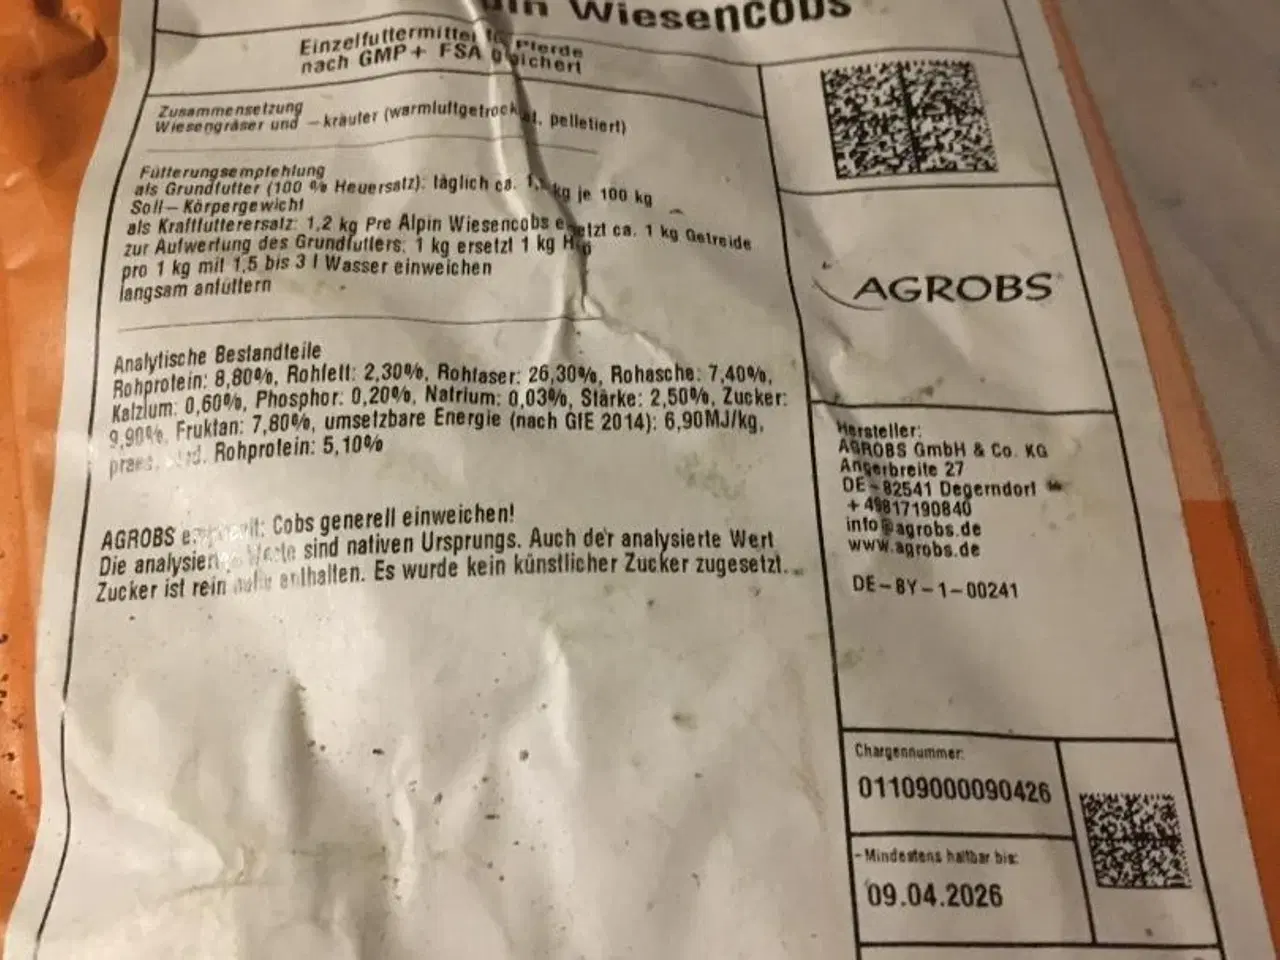 Wiesencobs
Einzelfuttermittel für Pferde
nach GMP+ FSA gesichert
Zusammensetzung
Wiesengräser und –kräuter (warmluftgetrocknet, pelletiert)
Fütterungsempfehlung
als Grundfutter (100 % Heuersatz): täglich ca. kg je 100 kg
Soll–Körpergewicht
als Kraftfutterersatz: 1,2 kg Pre Alpin Wiesencobs ersetzt ca. 1 kg Getreide
zur Aufwertung des Grundfutters: 1 kg ersetzt 1 kg
pro 1 kg mit 1,5 bis 3 l Wasser einweichen
langsam anfüttern
Analytische Bestandteile
Rohprotein: 8,80%, Rohfett: 2,30%, Rohfaser: 26,30%, Rohasche: 7,40%,
Kalzium: 0,60%, Phosphor: 0,20%, Natrium: 0,03%, Stärke: 2,50%, Zucker:
9,90%, Fruktan: 7,80%, umsetzbare Energie (nach GfE 2014): 6,90MJ/kg,
Rohprotein: 5,10%
AGROBS empfiehlt: Cobs generell einweichen!
Die analysierten Werte sind nativen Ursprungs. Auch der analysierte Wert
Zucker ist rein enthalten. Es wurde kein künstlicher Zucker zugesetzt.
AGROBS
Hersteller:
AGROBS GmbH & Co. KG
Angerbreite 27
DE–82541 Degerndorf
+49817190840
info@agrobs.de
www.agrobs.de
DE–BY–1–00241
Chargennummer:
01109000090426
Mindestens haltbar bis:
09.04.2026